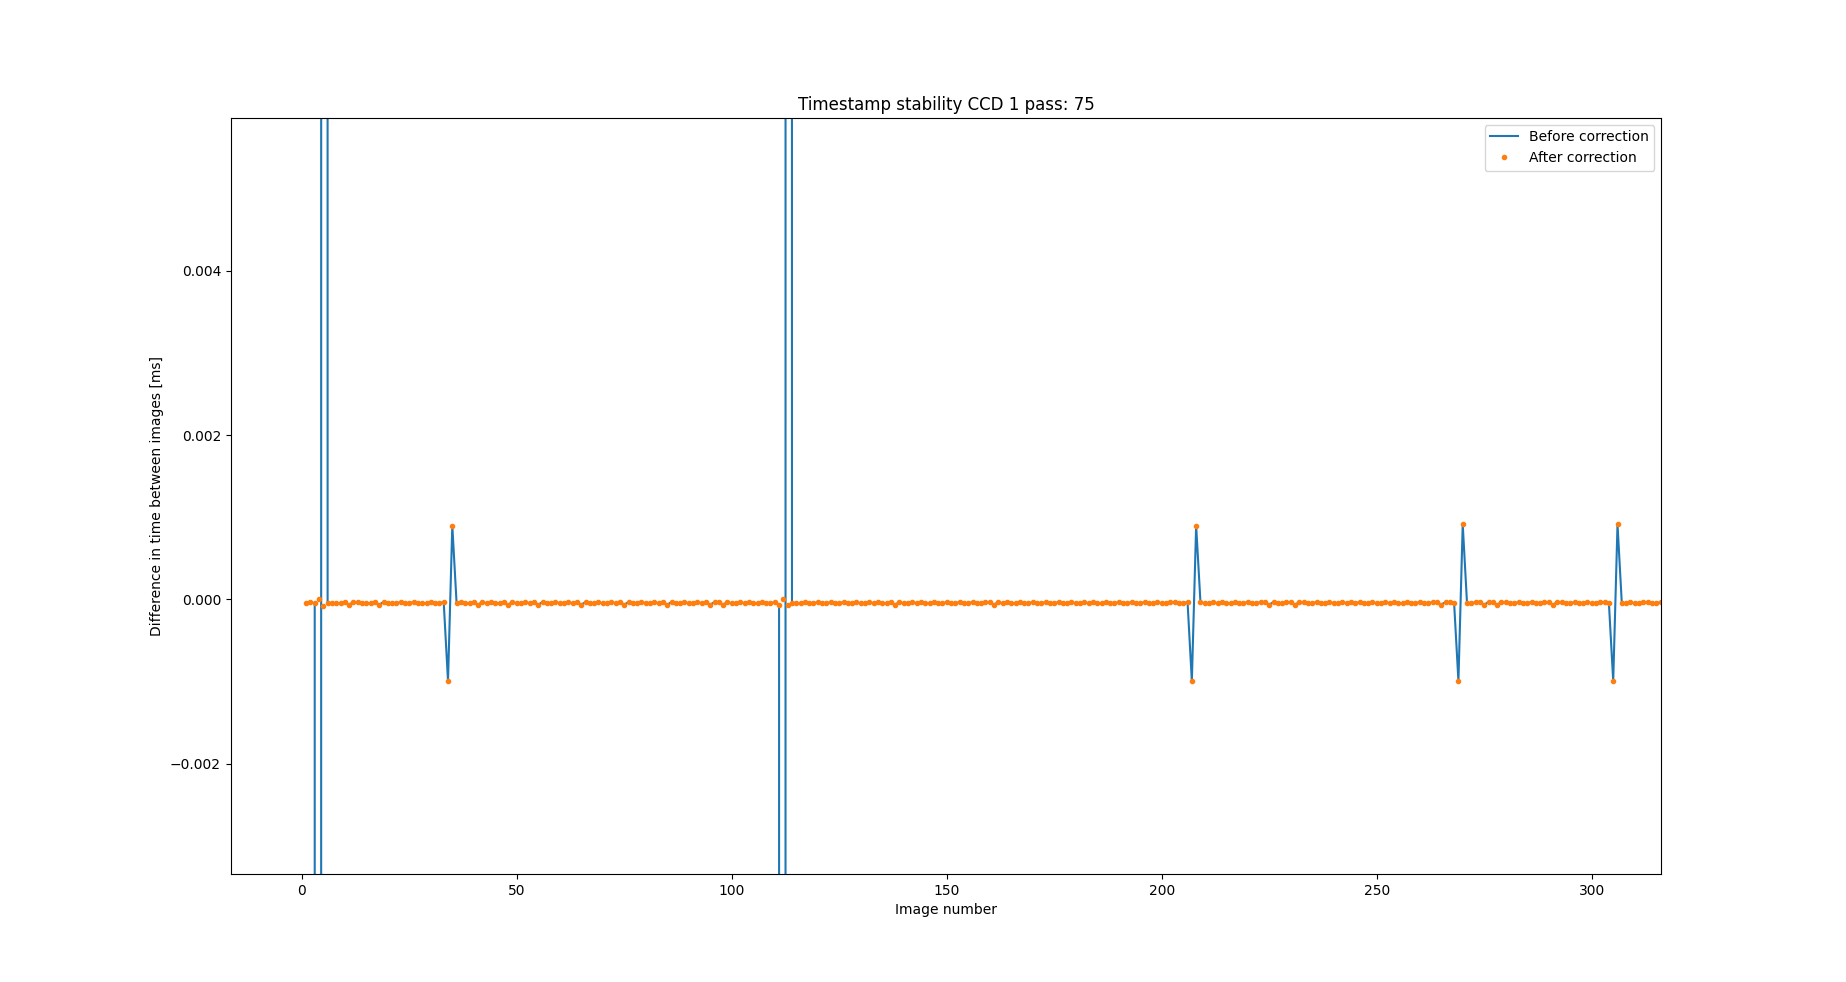 Timestamp stability CCD 1 pass: 75
Before correction
After correction
Difference in time between images [ms]
0.004
0.002
0.000
−0.002
0 50 100 150 200 250 300
Image number